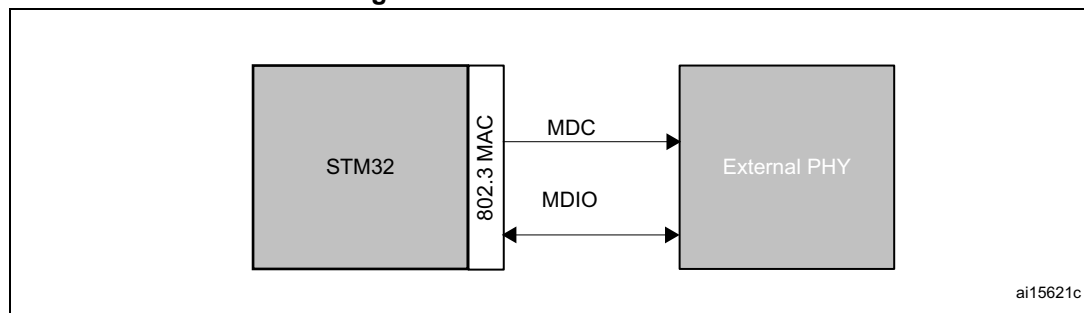 MDC
STM32
802.3 MAC
External PHY
MDIO
ai15621c